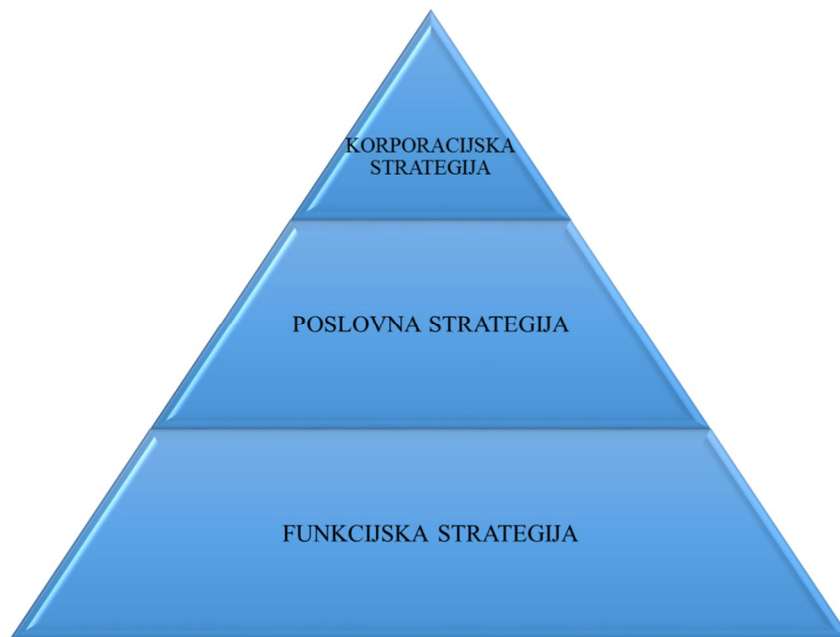 KORPORACIJSKA
STRATEGIJA
POSLOVNA STRATEGIJA
FUNKCIJSKA STRATEGIJA